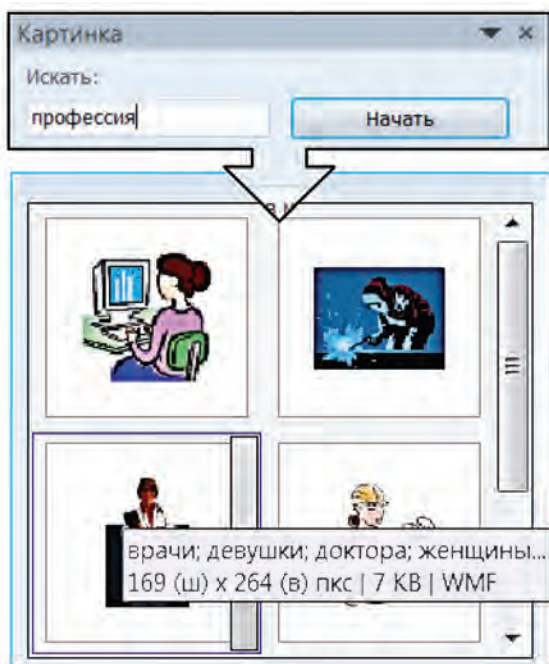 Картинка
Искать:
профессия
Начать
врачи; девушки; доктора; женщины...
169 (ш) x 264 (в) пкс | 7 KB | WMF